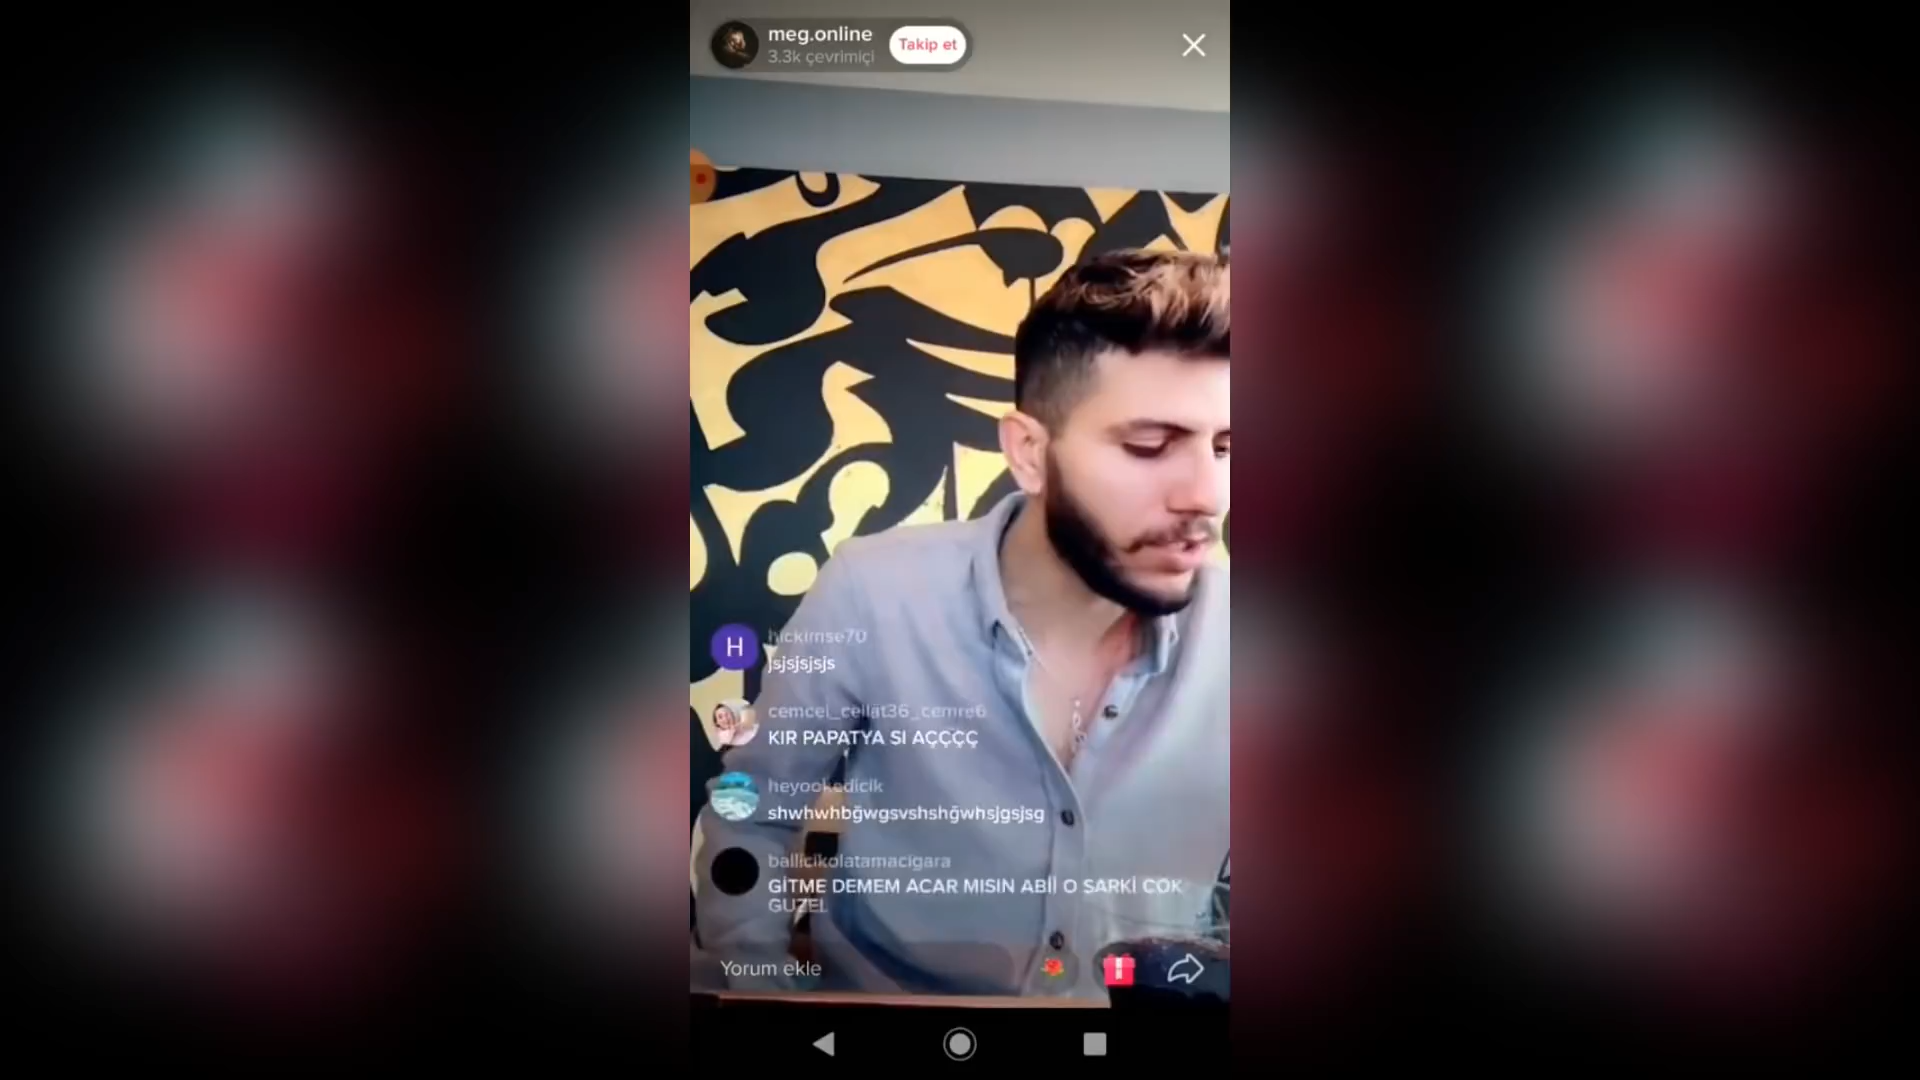 meg.online
3.3k çevrimiçi
Takip et
H
hickimse70
jsjsjsjsjs
cemcei_cellat36_cemre6
KIR PAPATYA SI AÇÇÇÇ
heyookedicik
shwhwhbğwgsvshshğwhsjgsjsg
ballicikolatamacigara
GİTME DEMEM ACAR MISIN ABİİ O SARKİ COK
GUZEL
Yorum ekle